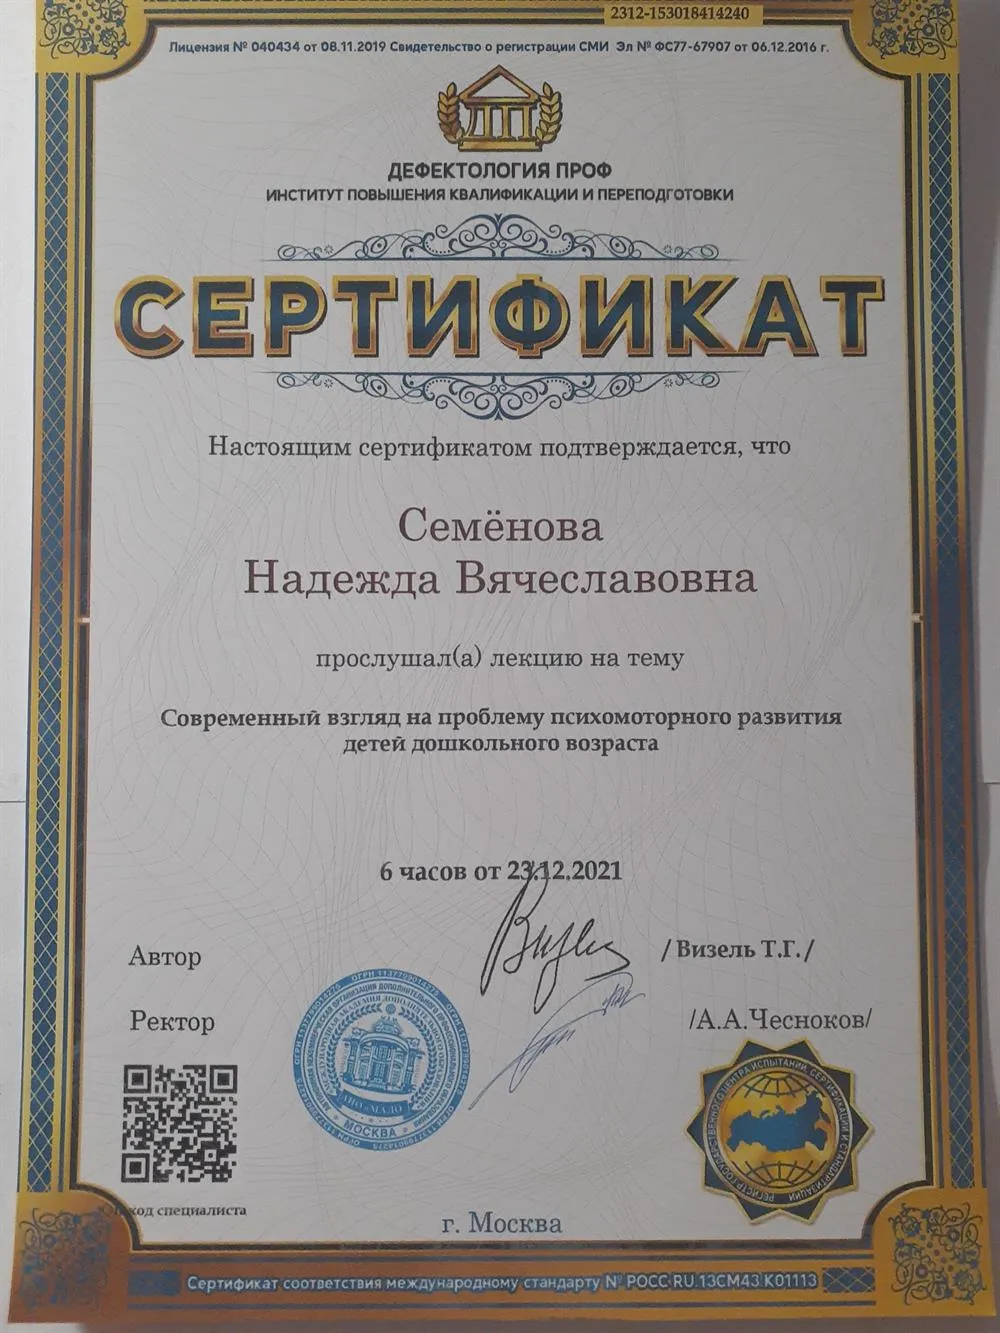 2312-153018414240
Лицензия № 040434 от 08.11.2019 Свидетельство о регистрации СМИ Эл № ФС77-67907 от 06.12.2016 г.
ДП
ДЕФЕКТОЛОГИЯ ПРОФ
ИНСТИТУТ ПОВЫШЕНИЯ КВАЛИФИКАЦИИ И ПЕРЕПОДГОТОВКИ
СЕРТИФИКАТ
Настоящим сертификатом подтверждается, что
Семёнова
Надежда Вячеславовна
прослушал(а) лекцию на тему
Современный взгляд на проблему психомоторного развития
детей дошкольного возраста
6 часов от 23.12.2021
Автор
/Визель Т.Г./
Ректор
/А.А.Чесноков/
МОСКВА
код специалиста
г. Москва
Сертификат соответствия международному стандарту № РОСС RU.13СМ43.К01113